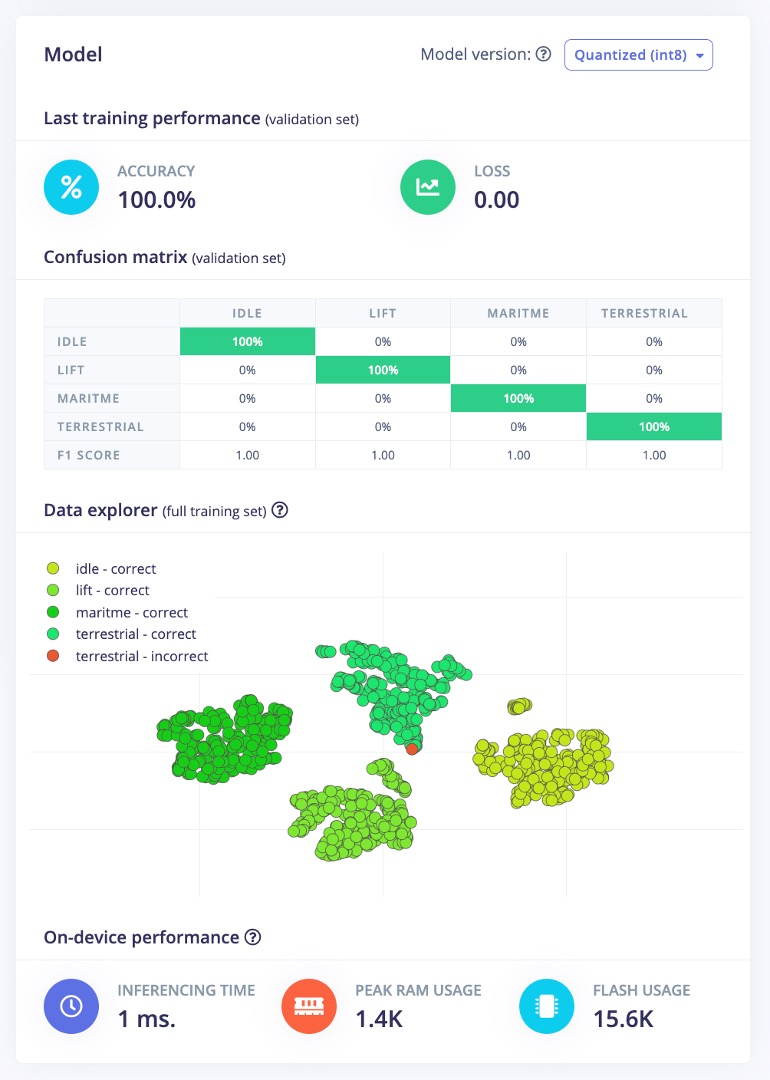 Model
Model version: Quantized (int8)
Last training performance (validation set)
ACCURACY
100.0%
LOSS
0.00
Confusion matrix (validation set)
IDLE LIFT MARITME TERRESTRIAL
IDLE 100% 0% 0% 0%
LIFT 0% 100% 0% 0%
MARITME 0% 0% 100% 0%
TERRESTRIAL 0% 0% 0% 100%
F1 SCORE 1.00 1.00 1.00 1.00
Data explorer (full training set)
idle - correct
lift - correct
maritme - correct
terrestrial - correct
terrestrial - incorrect
On-device performance
INFERENCING TIME
1 ms.
PEAK RAM USAGE
1.4K
FLASH USAGE
15.6K